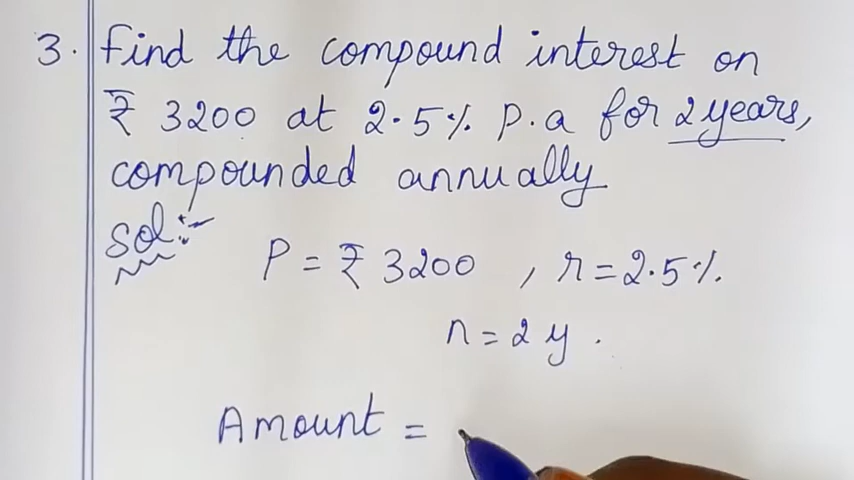 3. Find the compound interest on
₹ 3200 at 2.5% p.a for 2 years,
compounded annually
Sol:-
P = ₹ 3200 , r = 2.5%.
n = 2 y.
Amount =